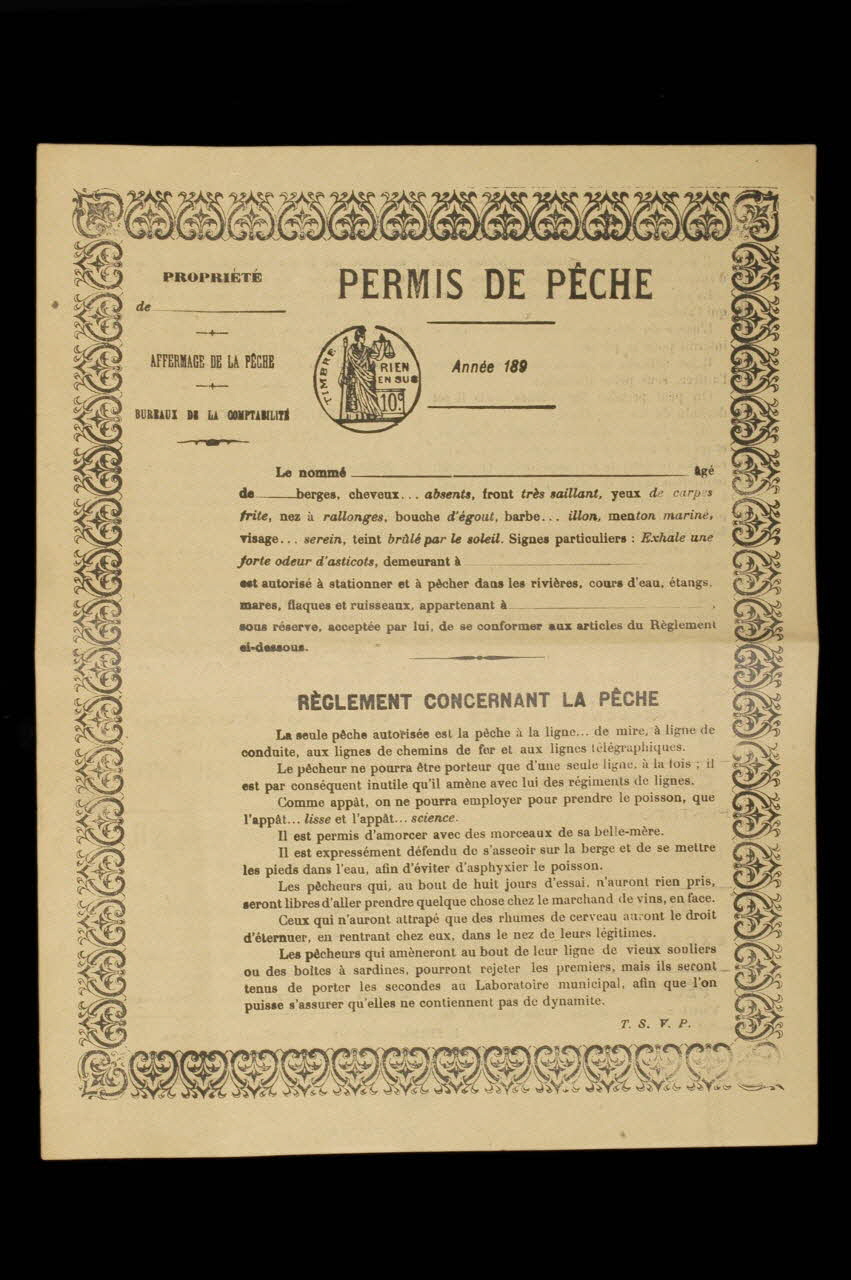 PROPRIÉTÉ
de
AFFERMAGE DE LA PÊCHE
BUREAUX DE LA COMPTABILITÉ
PERMIS DE PÊCHE
TIMBRE
RIEN
EN SUS
10c
Année 189
Le nommé âgé
de berges, cheveux... absents, front très saillant, yeux de carpes
frite, nez à rallonges, bouche d'égout, barbe... illon, menton mariné,
visage... serein, teint brûlé par le soleil. Signes particuliers : Exhale une
forte odeur d'asticots, demeurant à
est autorisé à stationner et à pêcher dans les rivières, cours d'eau, étangs,
mares, flaques et ruisseaux, appartenant à ,
sous réserve, acceptée par lui, de se conformer aux articles du Règlement
ci-dessous.
RÈGLEMENT CONCERNANT LA PÊCHE
La seule pêche autorisée est la pêche à la ligne... de mire, à ligne de
conduite, aux lignes de chemins de fer et aux lignes télégraphiques.
Le pêcheur ne pourra être porteur que d'une seule ligne, à la fois ; il
est par conséquent inutile qu'il amène avec lui des régiments de lignes.
Comme appât, on ne pourra employer pour prendre le poisson, que
l'appât... lisse et l'appât... science.
Il est permis d'amorcer avec des morceaux de sa belle-mère.
Il est expressément défendu de s'asseoir sur la berge et de se mettre
les pieds dans l'eau, afin d'éviter d'asphyxier le poisson.
Les pêcheurs qui, au bout de huit jours d'essai, n'auront rien pris,
seront libres d'aller prendre quelque chose chez le marchand de vins, en face.
Ceux qui n'auront attrapé que des rhumes de cerveau auront le droit
d'éternuer, en rentrant chez eux, dans le nez de leurs légitimes.
Les pêcheurs qui amèneront au bout de leur ligne de vieux souliers
ou des boîtes à sardines, pourront rejeter les premiers, mais ils seront
tenus de porter les secondes au Laboratoire municipal, afin que l'on
puisse s'assurer qu'elles ne contiennent pas de dynamite.
T. S. V. P.